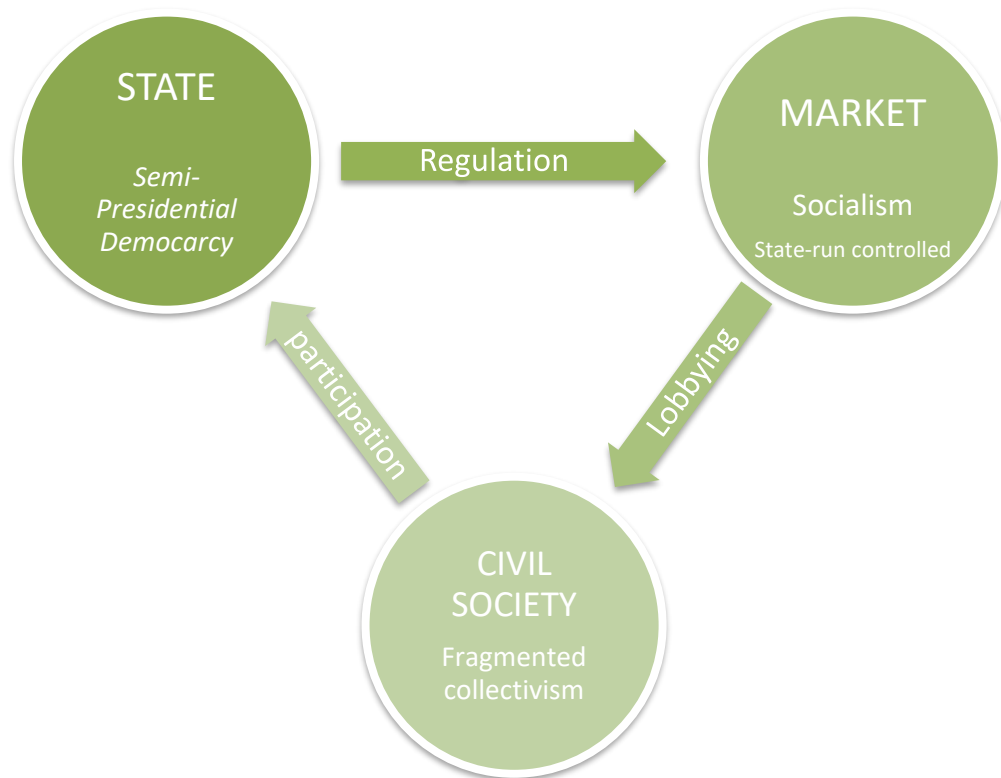 STATE
Semi-
Presidential
Democarcy
Regulation
MARKET
Socialism
State-run controlled
participation
Lobbying
CIVIL
SOCIETY
Fragmented
collectivism